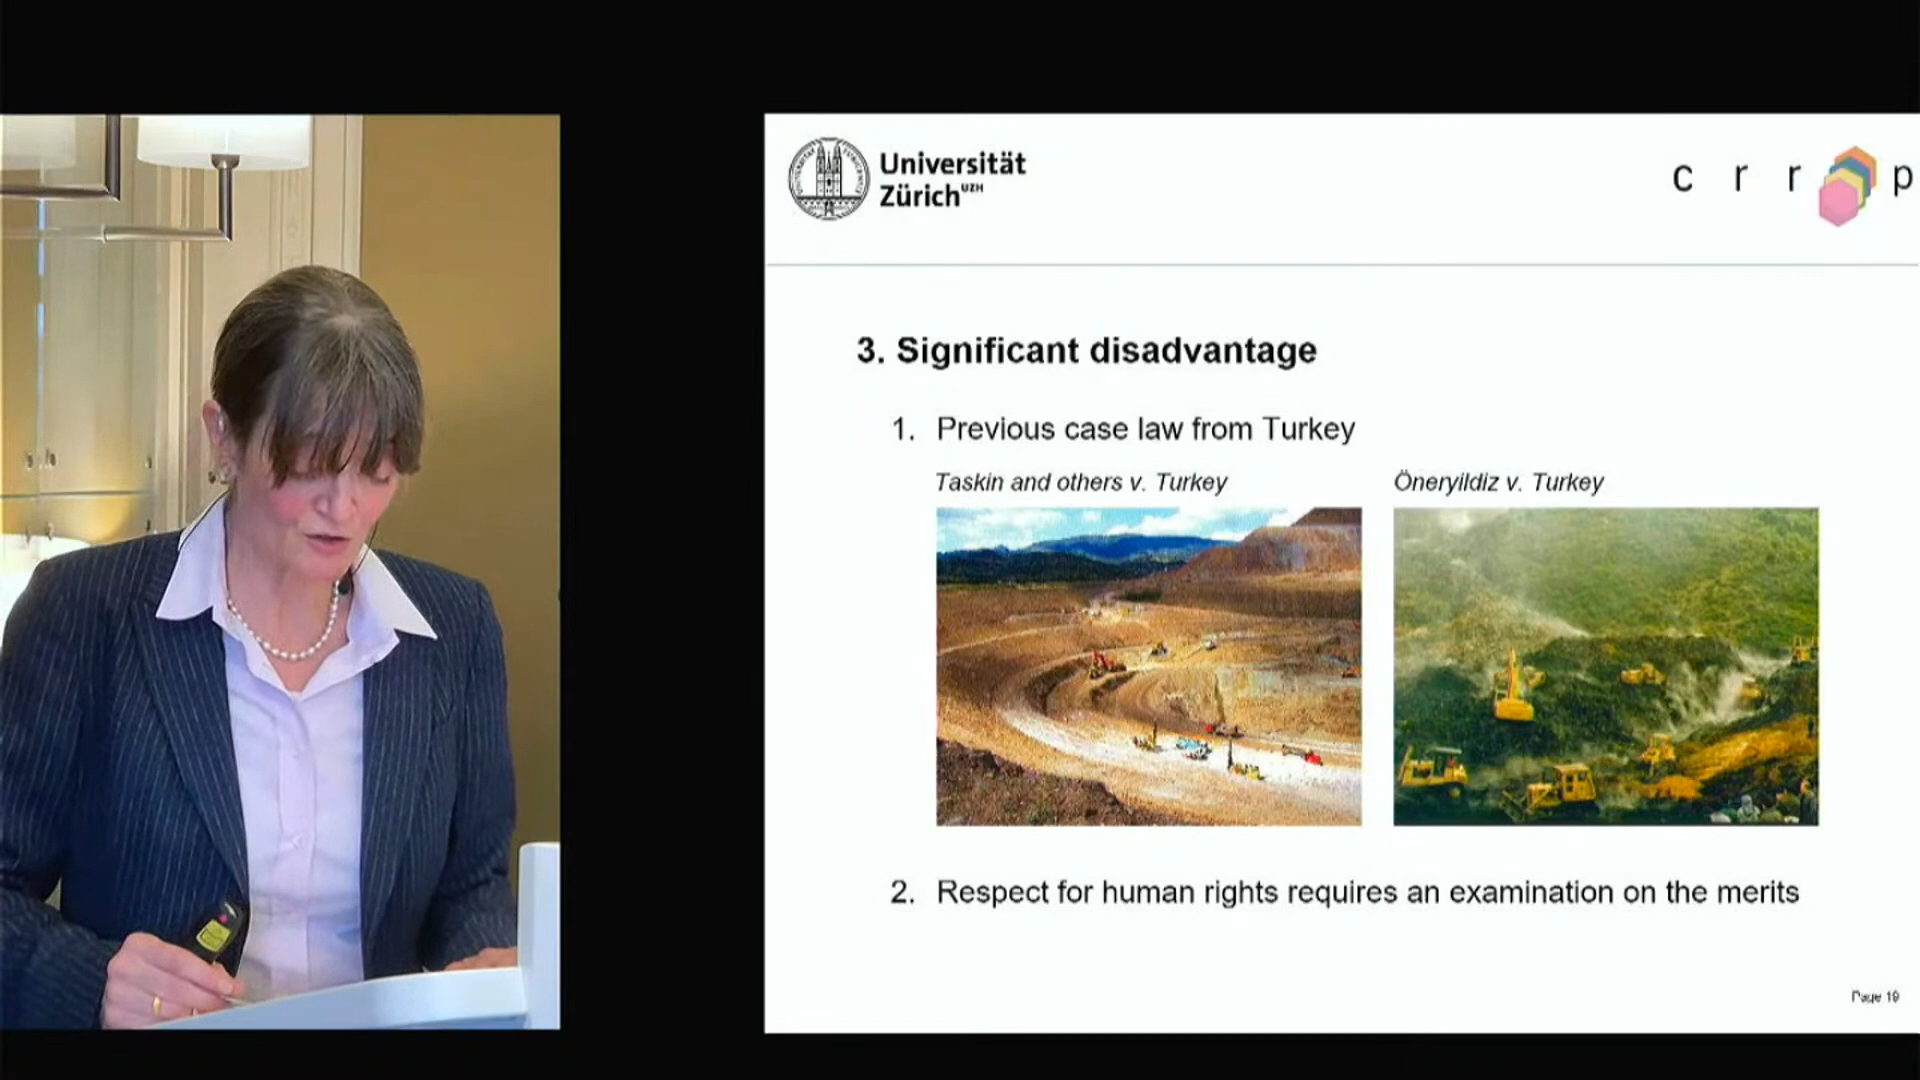 Universität
Zürich UZH
c r r p
3. Significant disadvantage
1. Previous case law from Turkey
Taskin and others v. Turkey
Öneryildiz v. Turkey
2. Respect for human rights requires an examination on the merits
Page 19